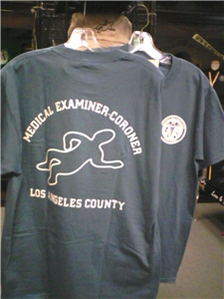 MEDICAL EXAMINER-CORONER
LOS ANGELES COUNTY